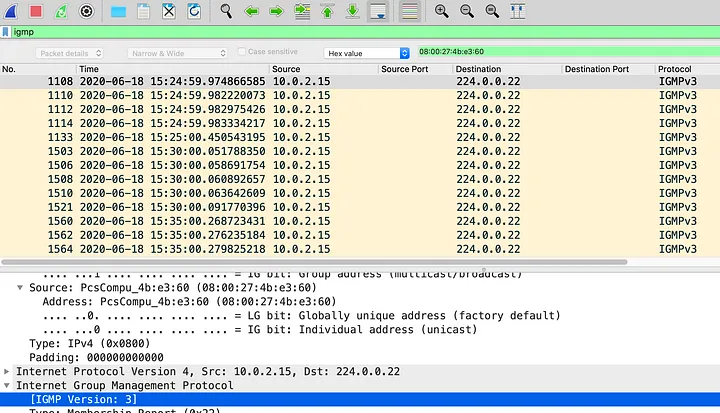 igmp
Packet details Narrow & Wide Case sensitive Hex value 08:00:27:4b:e3:60
No. Time Source Source Port Destination Destination Port Protocol
1108 2020-06-18 15:24:59.974866585 10.0.2.15 224.0.0.22 IGMPv3
1110 2020-06-18 15:24:59.982220073 10.0.2.15 224.0.0.22 IGMPv3
1112 2020-06-18 15:24:59.982975426 10.0.2.15 224.0.0.22 IGMPv3
1114 2020-06-18 15:24:59.983334217 10.0.2.15 224.0.0.22 IGMPv3
1133 2020-06-18 15:25:00.450543195 10.0.2.15 224.0.0.22 IGMPv3
1503 2020-06-18 15:30:00.051788350 10.0.2.15 224.0.0.22 IGMPv3
1506 2020-06-18 15:30:00.058691754 10.0.2.15 224.0.0.22 IGMPv3
1508 2020-06-18 15:30:00.060892657 10.0.2.15 224.0.0.22 IGMPv3
1510 2020-06-18 15:30:00.063642609 10.0.2.15 224.0.0.22 IGMPv3
1521 2020-06-18 15:30:00.091770396 10.0.2.15 224.0.0.22 IGMPv3
1560 2020-06-18 15:35:00.268723431 10.0.2.15 224.0.0.22 IGMPv3
1562 2020-06-18 15:35:00.276235184 10.0.2.15 224.0.0.22 IGMPv3
1564 2020-06-18 15:35:00.279825218 10.0.2.15 224.0.0.22 IGMPv3
.... ...1 .... .... .... .... = IG bit: Group address (multicast/broadcast)
Source: PcsCompu_4b:e3:60 (08:00:27:4b:e3:60)
Address: PcsCompu_4b:e3:60 (08:00:27:4b:e3:60)
.... ..0. .... .... .... .... = LG bit: Globally unique address (factory default)
.... ...0 .... .... .... .... = IG bit: Individual address (unicast)
Type: IPv4 (0x0800)
Padding: 000000000000
Internet Protocol Version 4, Src: 10.0.2.15, Dst: 224.0.0.22
Internet Group Management Protocol
[IGMP Version: 3]
Type: Membership Report (0x22)